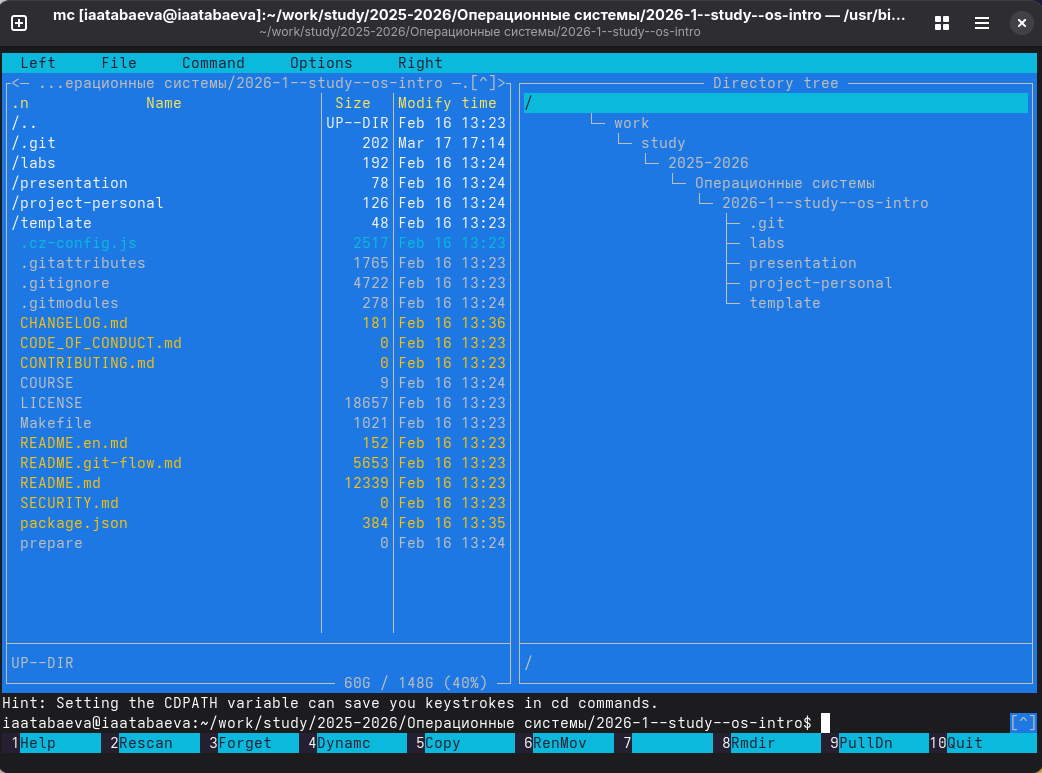 mc [iaatabaeva@iaatabaeva]:~/work/study/2025-2026/Операционные системы/2026-1--study--os-intro — /usr/bi...
~/work/study/2025-2026/Операционные системы/2026-1--study--os-intro
Left File Command Options Right
<— ...ерационные системы/2026-1--study--os-intro —.[^]>
.n Name Size Modify time
/.. UP--DIR Feb 16 13:23
/.git 202 Mar 17 17:14
/labs 192 Feb 16 13:24
/presentation 78 Feb 16 13:24
/project-personal 126 Feb 16 13:24
/template 48 Feb 16 13:23
.cz-config.js 2517 Feb 16 13:23
.gitattributes 1765 Feb 16 13:23
.gitignore 4722 Feb 16 13:23
.gitmodules 278 Feb 16 13:24
CHANGELOG.md 181 Feb 16 13:36
CODE_OF_CONDUCT.md 0 Feb 16 13:23
CONTRIBUTING.md 0 Feb 16 13:23
COURSE 9 Feb 16 13:24
LICENSE 18657 Feb 16 13:23
Makefile 1021 Feb 16 13:23
README.en.md 152 Feb 16 13:23
README.git-flow.md 5653 Feb 16 13:23
README.md 12339 Feb 16 13:23
SECURITY.md 0 Feb 16 13:23
package.json 384 Feb 16 13:35
prepare 0 Feb 16 13:24
UP--DIR
60G / 148G (40%)
Directory tree
/
work
study
2025-2026
Операционные системы
2026-1--study--os-intro
.git
labs
presentation
project-personal
template
/
Hint: Setting the CDPATH variable can save you keystrokes in cd commands.
iaatabaeva@iaatabaeva:~/work/study/2025-2026/Операционные системы/2026-1--study--os-intro$ [^]
1Help 2Rescan 3Forget 4Dynamc 5Copy 6RenMov 7 8Rmdir 9PullDn 10Quit